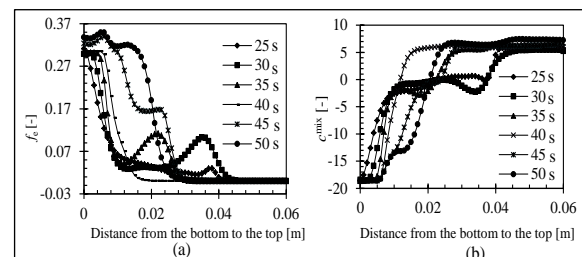 0.37
0.27
0.17
0.07
-0.03
fe [-]
25 s
30 s
35 s
40 s
45 s
50 s
0
0.02
0.04
0.06
Distance from the bottom to the top [m]
(a)
10
5
0
-5
-10
-15
-20
c^mix [-]
25 s
30 s
35 s
40 s
45 s
50 s
0
0.02
0.04
0.06
Distance from the bottom to the top [m]
(b)